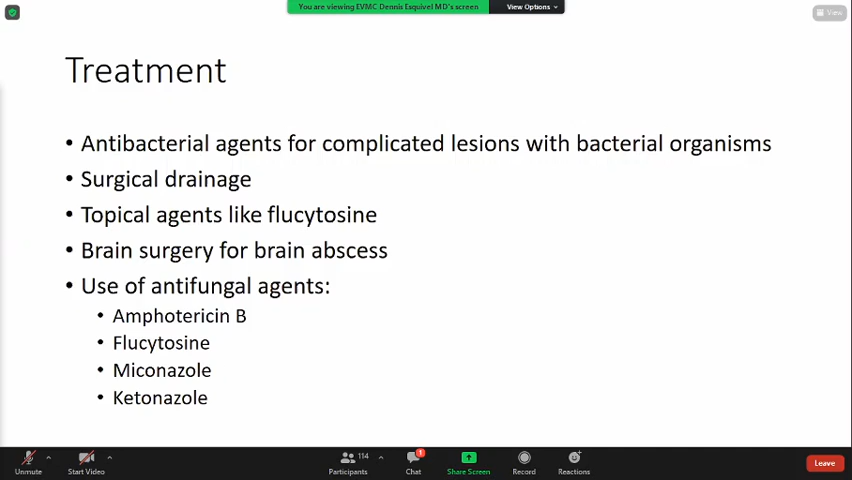 You are viewing EVMC Dennis Esquivel MD's screen
View Options
View
Treatment
• Antibacterial agents for complicated lesions with bacterial organisms
• Surgical drainage
• Topical agents like flucytosine
• Brain surgery for brain abscess
• Use of antifungal agents:
• Amphotericin B
• Flucytosine
• Miconazole
• Ketonazole
Unmute
Start Video
114
Participants
1
Chat
Share Screen
Record
Reactions
Leave